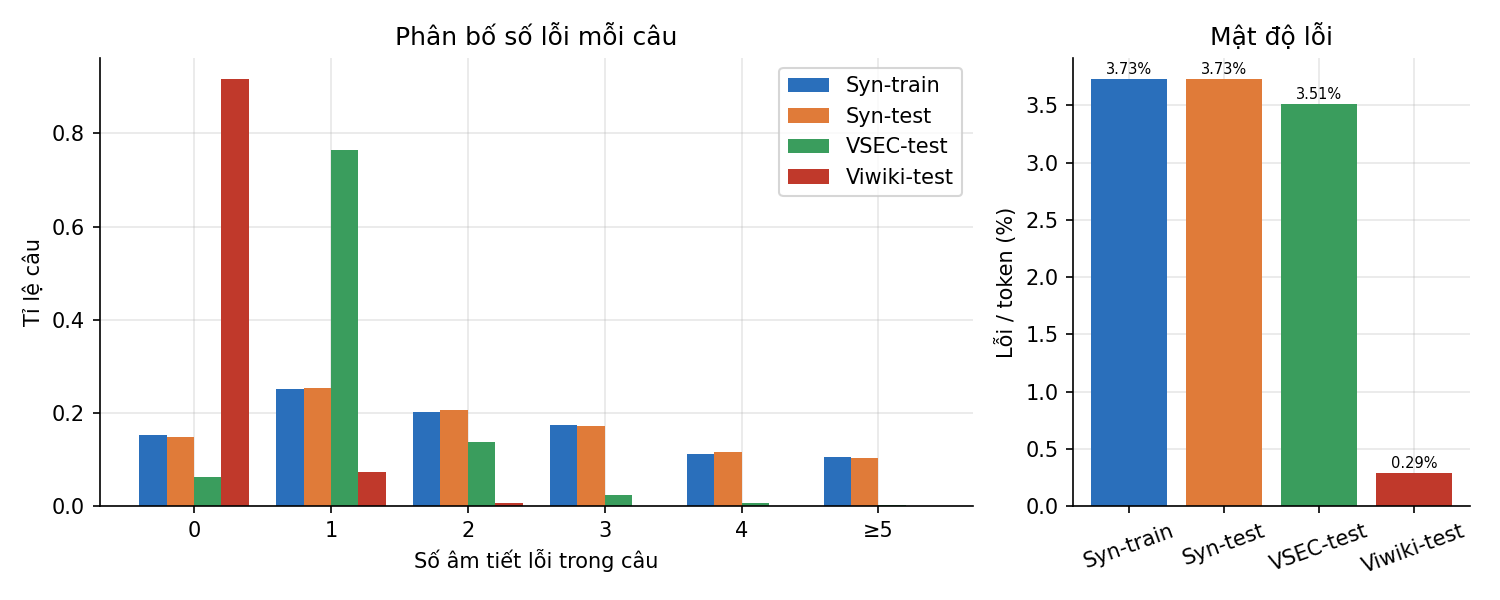 Phân bố số lỗi mỗi câu
Tỉ lệ câu
0.8
0.6
0.4
0.2
0.0
0
1
2
3
4
≥5
Số âm tiết lỗi trong câu
Syn-train
Syn-test
VSEC-test
Viwiki-test
Mật độ lỗi
Lỗi / token (%)
3.5
3.0
2.5
2.0
1.5
1.0
0.5
0.0
3.73%
3.73%
3.51%
0.29%
Syn-train
Syn-test
VSEC-test
Viwiki-test